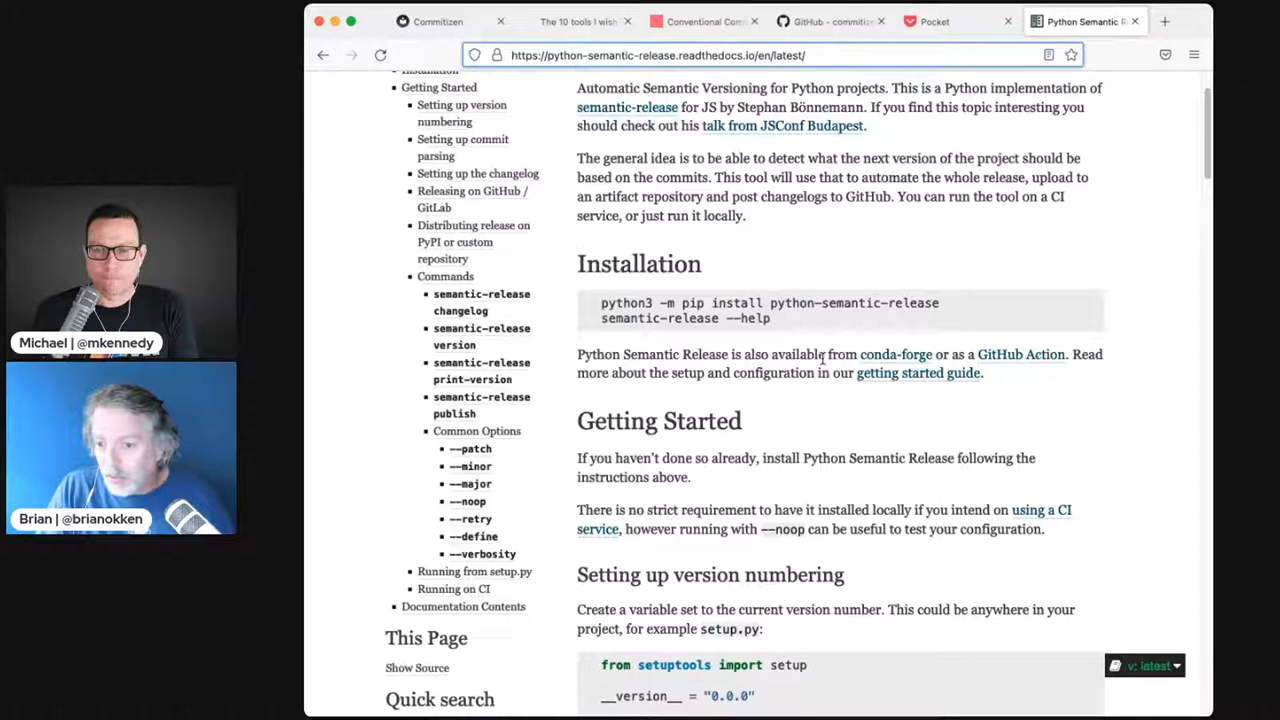 Commitizen
The 10 tools I wish
Conventional Com
GitHub - commitiz
Pocket
Python Semantic R
https://python-semantic-release.readthedocs.io/en/latest/
Installation
Getting Started
Setting up version
numbering
Setting up commit
parsing
Setting up the changelog
Releasing on GitHub /
GitLab
Distributing release on
PyPI or custom
repository
Commands
semantic-release
changelog
semantic-release
version
semantic-release
print-version
semantic-release
publish
Common Options
--patch
--minor
--major
--noop
--retry
--define
--verbosity
Running from setup.py
Running on CI
Documentation Contents
This Page
Show Source
Quick search
Automatic Semantic Versioning for Python projects. This is a Python implementation of
semantic-release for JS by Stephan Bönnemann. If you find this topic interesting you
should check out his talk from JSConf Budapest.
The general idea is to be able to detect what the next version of the project should be
based on the commits. This tool will use that to automate the whole release, upload to
an artifact repository and post changelogs to GitHub. You can run the tool on a CI
service, or just run it locally.
Installation
python3 -m pip install python-semantic-release
semantic-release --help
Python Semantic Release is also available from conda-forge or as a GitHub Action. Read
more about the setup and configuration in our getting started guide.
Getting Started
If you haven't done so already, install Python Semantic Release following the
instructions above.
There is no strict requirement to have it installed locally if you intend on using a CI
service, however running with --noop can be useful to test your configuration.
Setting up version numbering
Create a variable set to the current version number. This could be anywhere in your
project, for example setup.py:
from setuptools import setup
__version__ = "0.0.0"
v: latest
Michael | @mkennedy
Brian | @brianokken